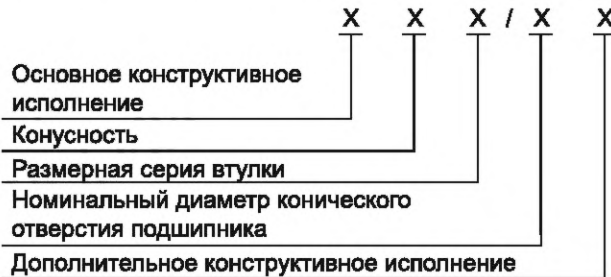 Х Х Х / Х Х
Основное конструктивное
исполнение
Конусность
Размерная серия втулки
Номинальный диаметр конического
отверстия подшипника
Дополнительное конструктивное исполнение